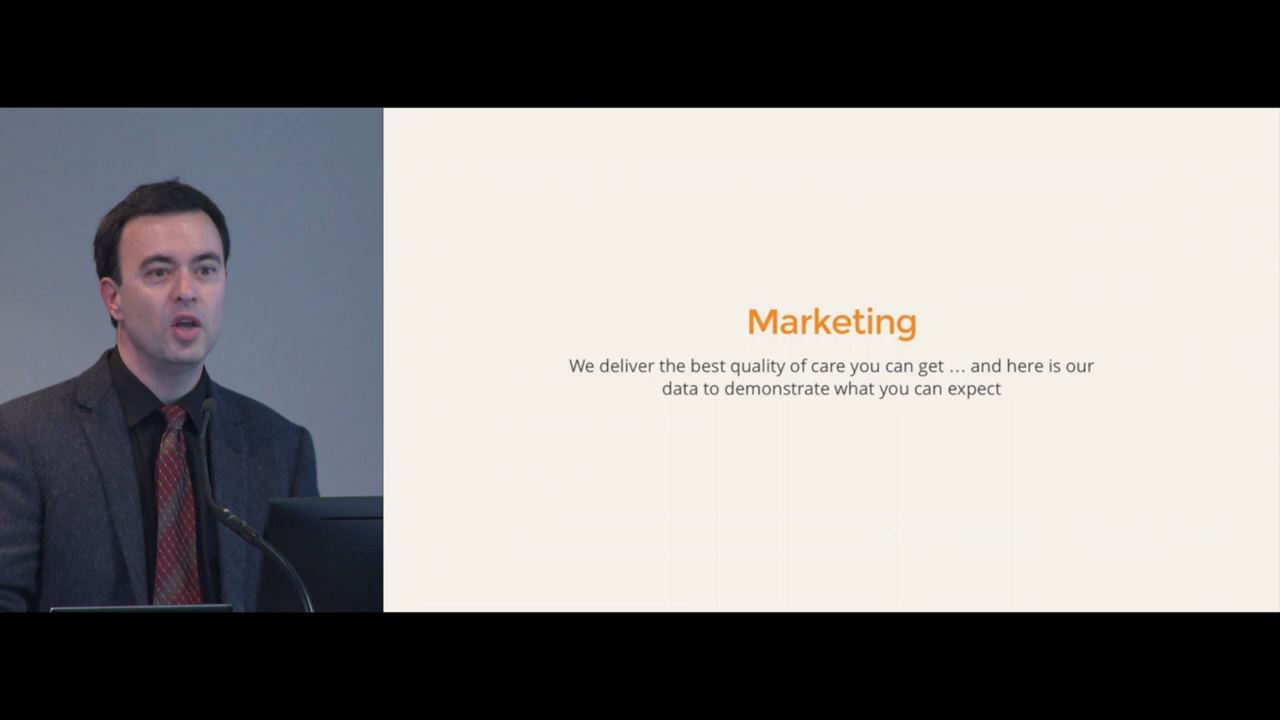 Marketing
We deliver the best quality of care you can get … and here is our
data to demonstrate what you can expect